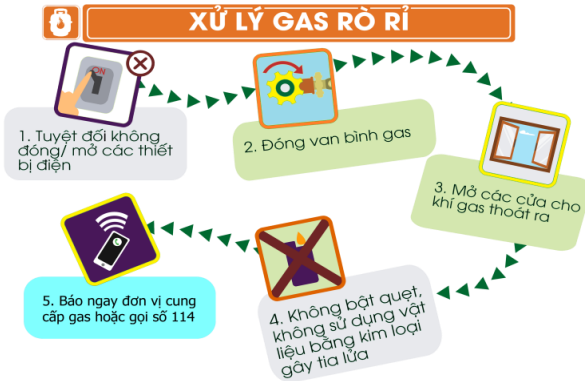 XỬ LÝ GAS RÒ RỈ
ON
1. Tuyệt đối không
đóng/ mở các thiết
bị điện
2. Đóng van bình gas
3. Mở các cửa cho
khí gas thoát ra
4. Không bật quẹt,
không sử dụng vật
liệu bằng kim loại
gây tia lửa
5. Báo ngay đơn vị cung
cấp gas hoặc gọi số 114